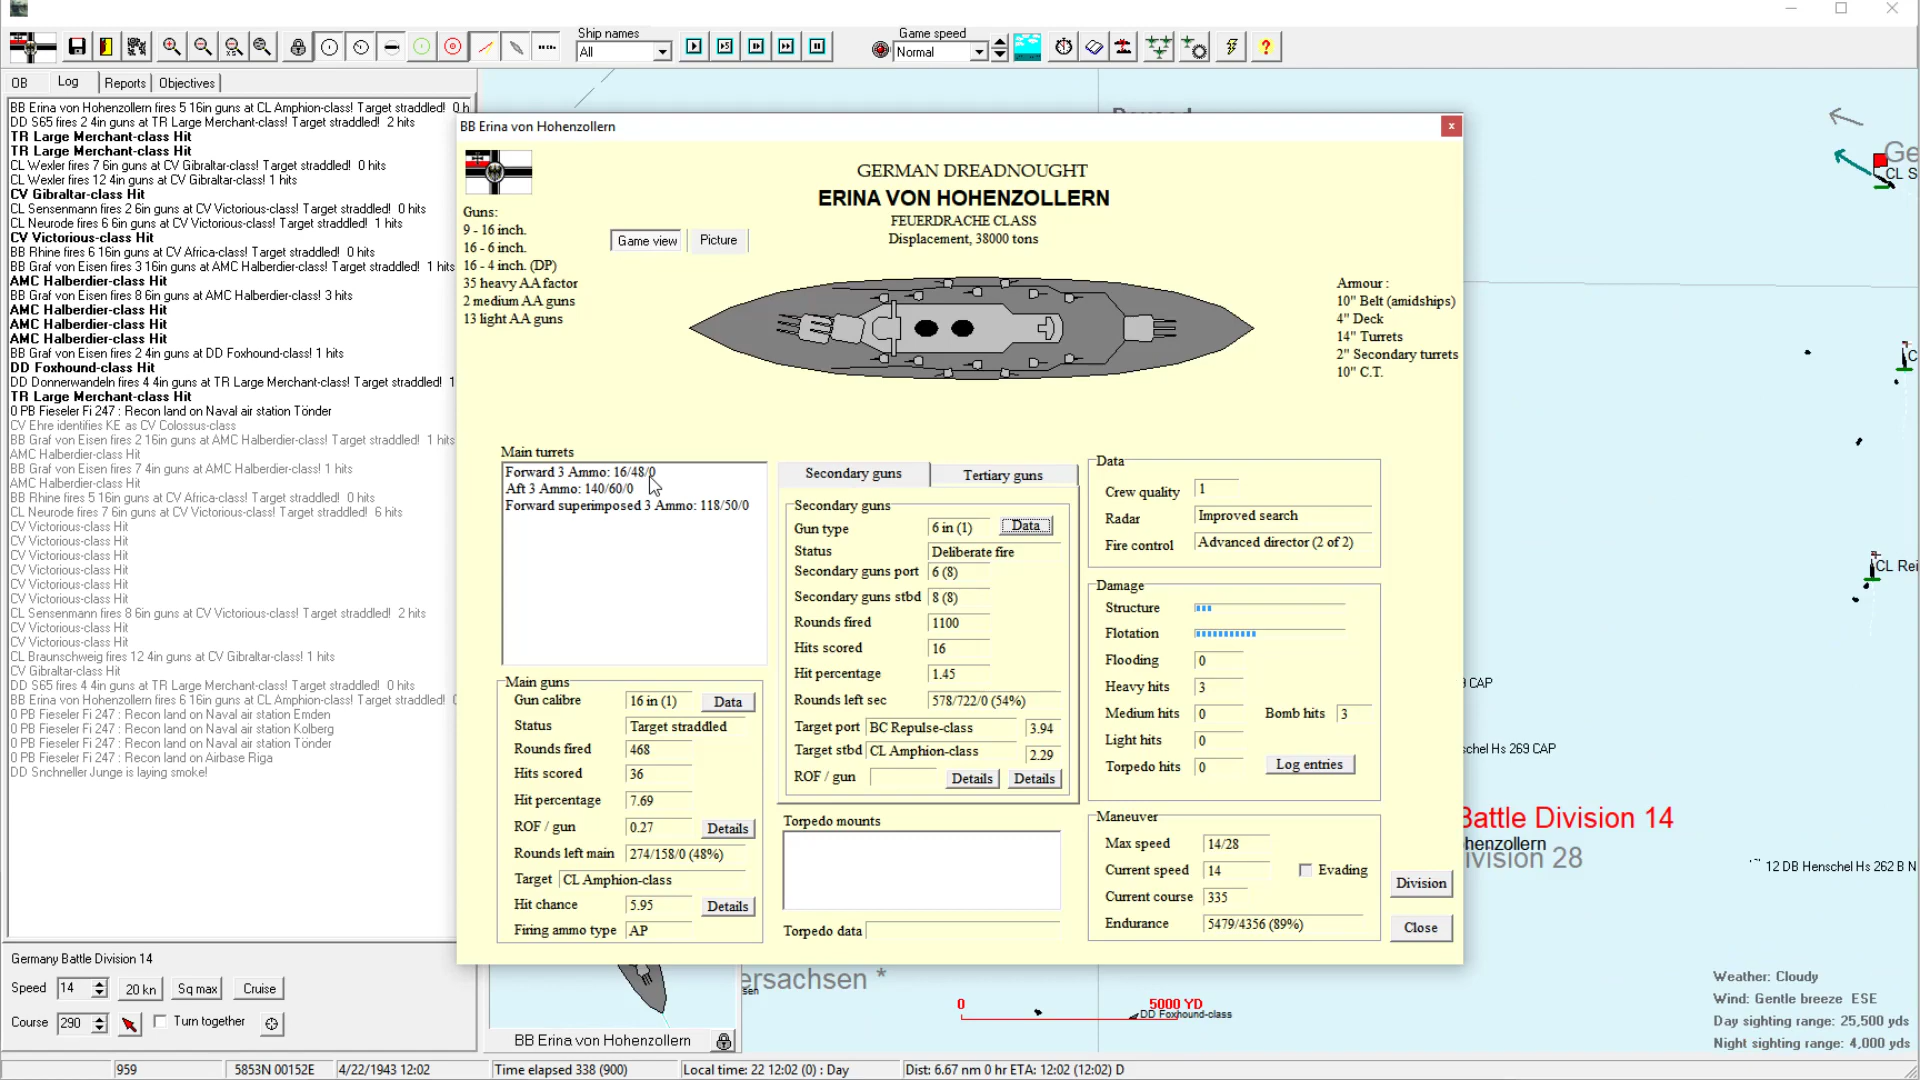 Ship names
All
Game speed
Normal
OB
Log
Reports
Objectives
BB Erina von Hohenzollern fires 5 16in guns at CL Amphion-class! Target straddled! 0 h
DD S65 fires 2 4in guns at TR Large Merchant-class! Target straddled! 2 hits
TR Large Merchant-class Hit
TR Large Merchant-class Hit
CL Wexler fires 7 6in guns at CV Gibraltar-class! Target straddled! 0 hits
CL Wexler fires 12 4in guns at CV Gibraltar-class! 1 hits
CV Gibraltar-class Hit
CL Sensenmann fires 2 6in guns at CV Victorious-class! Target straddled! 0 hits
CL Neurode fires 6 6in guns at CV Victorious-class! Target straddled! 1 hits
CV Victorious-class Hit
BB Rhine fires 6 16in guns at CV Africa-class! Target straddled! 0 hits
BB Graf von Eisen fires 3 16in guns at AMC Halberdier-class! Target straddled! 1 hits
AMC Halberdier-class Hit
BB Graf von Eisen fires 8 6in guns at AMC Halberdier-class! 3 hits
AMC Halberdier-class Hit
AMC Halberdier-class Hit
AMC Halberdier-class Hit
BB Graf von Eisen fires 2 4in guns at DD Foxhound-class! 1 hits
DD Foxhound-class Hit
DD Donnerwandeln fires 4 4in guns at TR Large Merchant-class! Target straddled! 1
TR Large Merchant-class Hit
0 PB Fieseler Fi 247 : Recon land on Naval air station Tönder
CV Ehre identifies KE as CV Colossus-class
BB Graf von Eisen fires 2 16in guns at AMC Halberdier-class! Target straddled! 1 hits
AMC Halberdier-class Hit
BB Graf von Eisen fires 7 4in guns at AMC Halberdier-class! 1 hits
AMC Halberdier-class Hit
BB Rhine fires 6 16in guns at CV Africa-class! Target straddled! 0 hits
CL Neurode fires 7 6in guns at CV Victorious-class! Target straddled! 6 hits
CV Victorious-class Hit
CV Victorious-class Hit
CV Victorious-class Hit
CV Victorious-class Hit
CV Victorious-class Hit
CV Victorious-class Hit
CL Sensenmann fires 8 6in guns at CV Victorious-class! Target straddled! 2 hits
CV Victorious-class Hit
CV Victorious-class Hit
CL Braunschweig fires 12 4in guns at CV Gibraltar-class! 1 hits
CV Gibraltar-class Hit
DD S65 fires 4 4in guns at TR Large Merchant-class! Target straddled! 0 hits
BB Erina von Hohenzollern fires 6 16in guns at CL Amphion-class! Target straddled! 0
0 PB Fieseler Fi 247 : Recon land on Naval air station Emden
0 PB Fieseler Fi 247 : Recon land on Naval air station Kolberg
0 PB Fieseler Fi 247 : Recon land on Naval air station Tönder
0 PB Fieseler Fi 247 : Recon land on Airbase Riga
DD Snchneller Junge is laying smoke!
BB Erina von Hohenzollern
x
GERMAN DREADNOUGHT
ERINA VON HOHENZOLLERN
FEUERDRACHE CLASS
Displacement, 38000 tons
Guns:
9 - 16 inch.
16 - 6 inch.
16 - 4 inch. (DP)
35 heavy AA factor
2 medium AA guns
13 light AA guns
Game view
Picture
Armour :
10" Belt (amidships)
4" Deck
14" Turrets
2" Secondary turrets
10" C.T.
Main turrets
Forward 3 Ammo: 16/48/0
Aft 3 Ammo: 140/60/0
Forward superimposed 3 Ammo: 118/50/0
Main guns
Gun calibre 16 in (1) Data
Status Target straddled
Rounds fired 468
Hits scored 36
Hit percentage 7.69
ROF / gun 0.27 Details
Rounds left main 274/158/0 (48%)
Target CL Amphion-class
Hit chance 5.95 Details
Firing ammo type AP
Secondary guns
Tertiary guns
Secondary guns
Gun type 6 in (1) Data
Status Deliberate fire
Secondary guns port 6 (8)
Secondary guns stbd 8 (8)
Rounds fired 1100
Hits scored 16
Hit percentage 1.45
Rounds left sec 578/722/0 (54%)
Target port BC Repulse-class 3.94
Target stbd CL Amphion-class 2.29
ROF / gun Details Details
Torpedo mounts
Torpedo data
Data
Crew quality 1
Radar Improved search
Fire control Advanced director (2 of 2)
Damage
Structure
Flotation
Flooding 0
Heavy hits 3
Medium hits 0 Bomb hits 3
Light hits 0
Torpedo hits 0 Log entries
Maneuver
Max speed 14/28
Current speed 14 Evading
Current course 335
Endurance 5479/4356 (89%)
Division
Close
Ge
CL S
C
CL Rei
CAP
schel Hs 269 CAP
Battle Division 14
henzollern
ivision 28
12 DB Henschel Hs 262 B N
ersachsen *
sen
0 5000 YD
DD Foxhound-class
Weather: Cloudy
Wind: Gentle breeze ESE
Day sighting range: 25,500 yds
Night sighting range: 4,000 yds
Germany Battle Division 14
Speed 14 20 kn Sq max Cruise
Course 290 Turn together
BB Erina von Hohenzollern
959
5853N 00152E
4/22/1943 12:02
Time elapsed 338 (900)
Local time: 22 12:02 (0) : Day
Dist: 6.67 nm 0 hr ETA: 12:02 (12:02) D